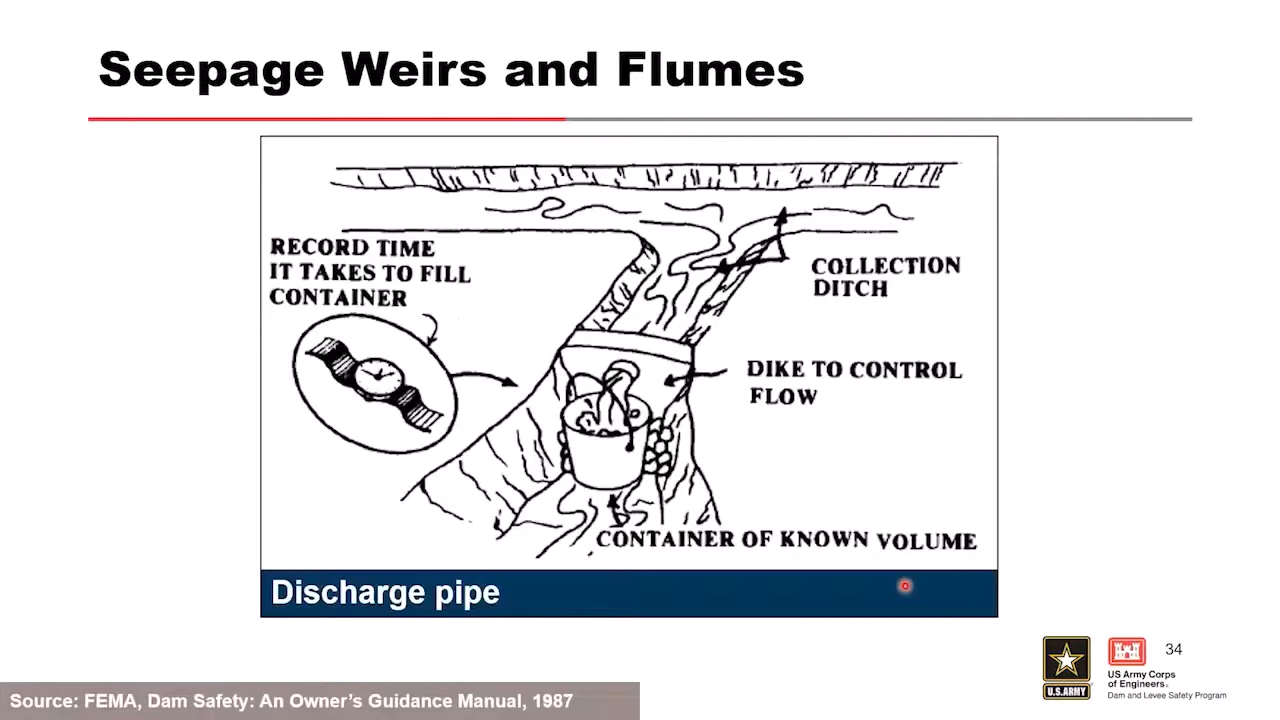 Seepage Weirs and Flumes
RECORD TIME
IT TAKES TO FILL
CONTAINER
COLLECTION
DITCH
DIKE TO CONTROL
FLOW
CONTAINER OF KNOWN VOLUME
Discharge pipe
34
U.S.ARMY
US Army Corps
of Engineers®
Dam and Levee Safety Program
Source: FEMA, Dam Safety: An Owner's Guidance Manual, 1987